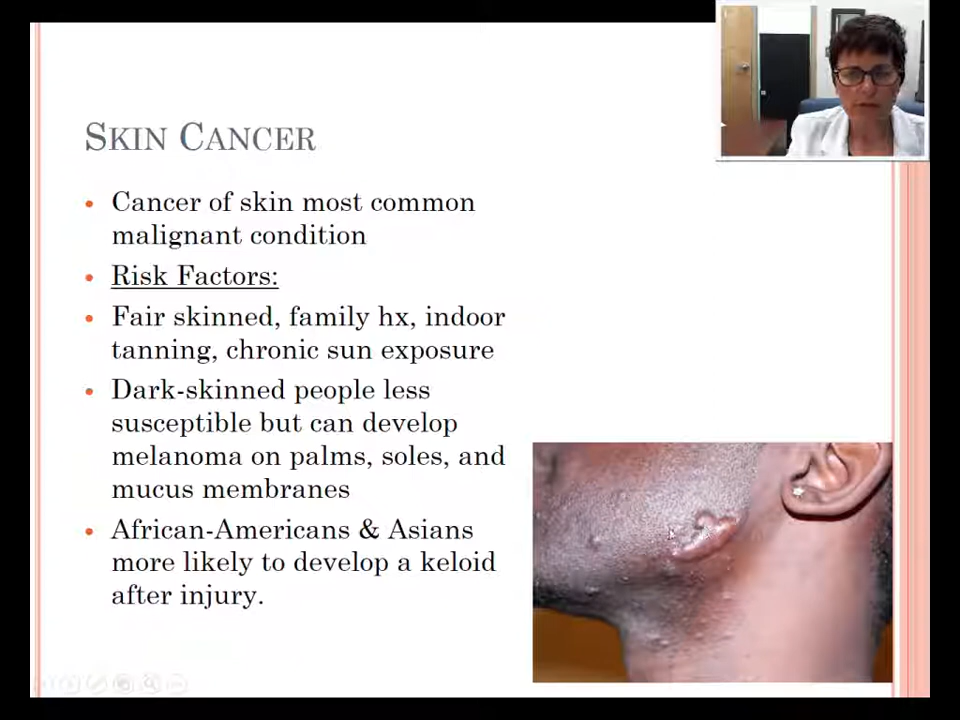 SKIN CANCER
• Cancer of skin most common
malignant condition
• Risk Factors:
• Fair skinned, family hx, indoor
tanning, chronic sun exposure
• Dark-skinned people less
susceptible but can develop
melanoma on palms, soles, and
mucus membranes
• African-Americans & Asians
more likely to develop a keloid
after injury.